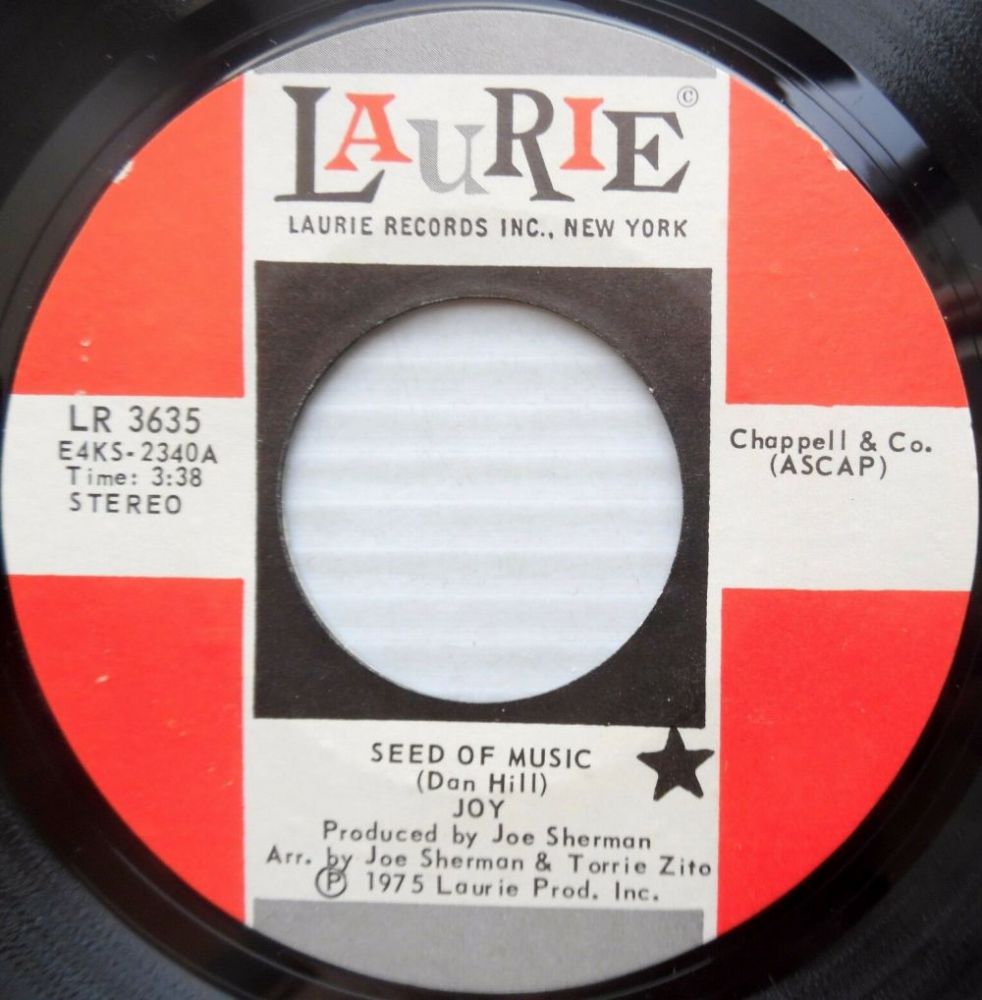 LAURIE ©
LAURIE RECORDS INC., NEW YORK
LR 3635
E4KS-2340A
Time: 3:38
STEREO
Chappell & Co.
(ASCAP)
SEED OF MUSIC
(Dan Hill)
JOY
Produced by Joe Sherman
Arr. by Joe Sherman & Torrie Zito
℗ 1975 Laurie Prod. Inc.